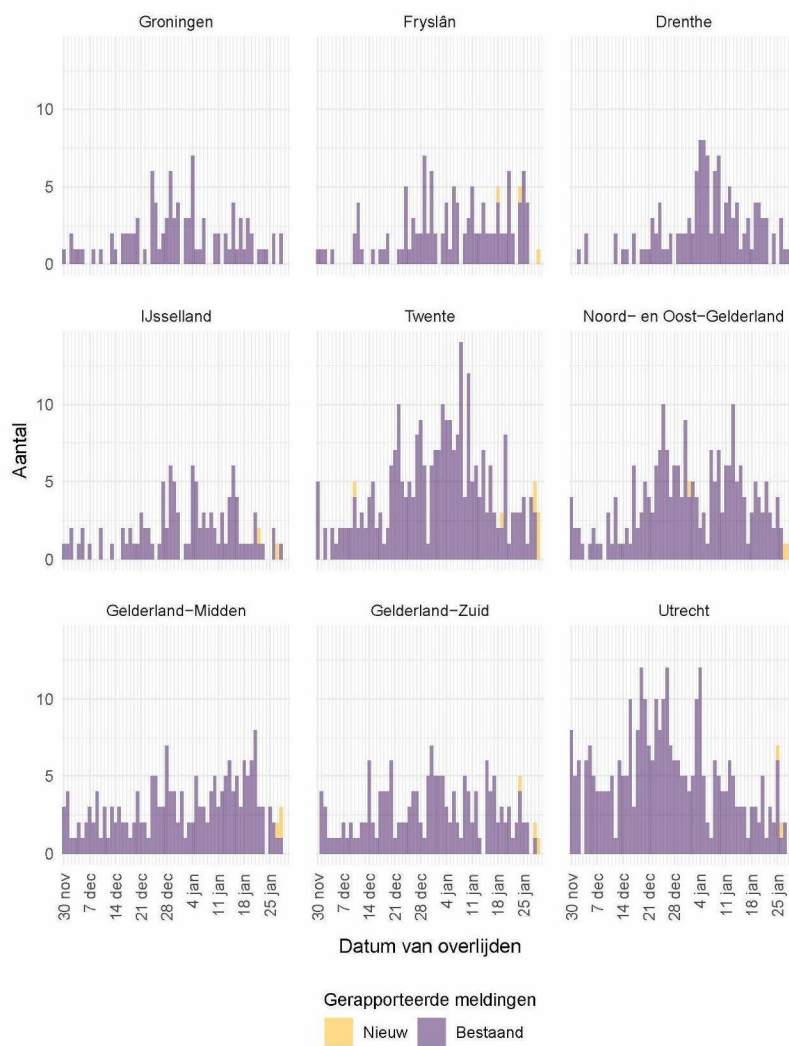 Groningen Fryslân Drenthe
10
5
0
IJsselland Twente Noord- en Oost-Gelderland
10
5
0
Aantal
Gelderland-Midden Gelderland-Zuid Utrecht
10
5
0
30 nov 7 dec 14 dec 21 dec 28 dec 4 jan 11 jan 18 jan 25 jan 30 nov 7 dec 14 dec 21 dec 28 dec 4 jan 11 jan 18 jan 25 jan 30 nov 7 dec 14 dec 21 dec 28 dec 4 jan 11 jan 18 jan 25 jan
Datum van overlijden
Gerapporteerde meldingen
Nieuw Bestaand